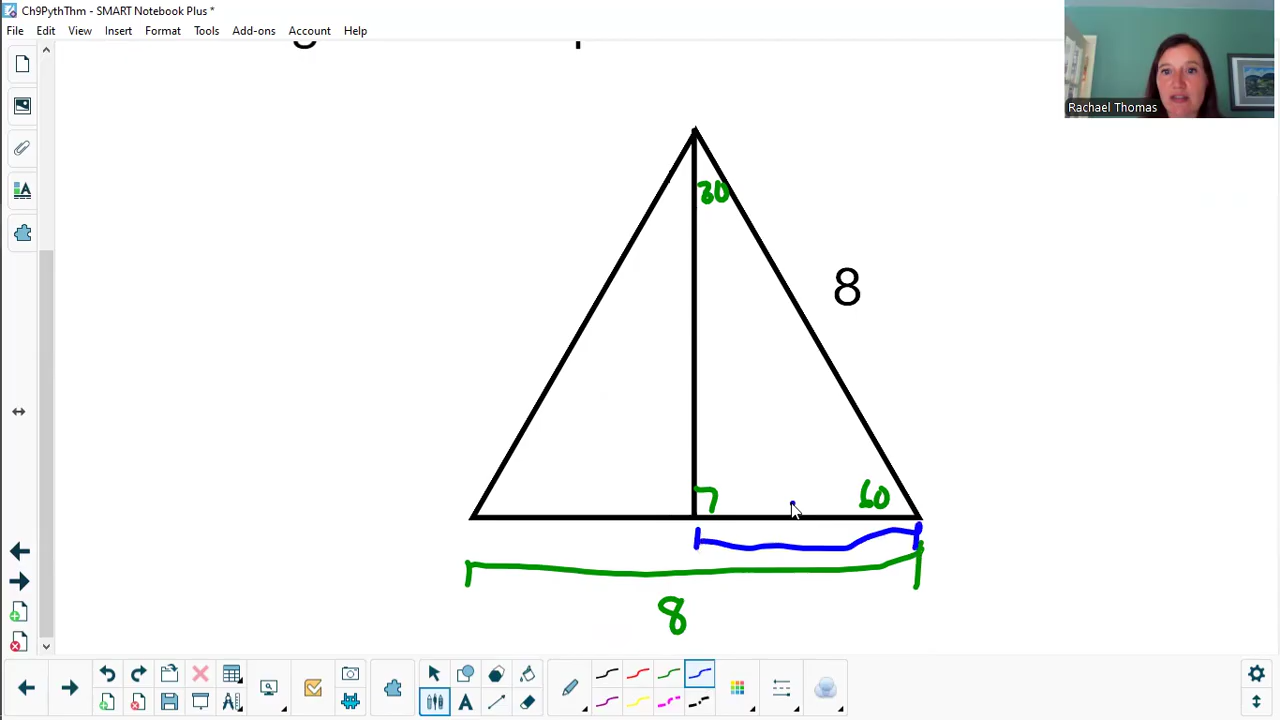 Ch9PythThm - SMART Notebook Plus *
File Edit View Insert Format Tools Add-ons Account Help
Rachael Thomas
30
8
60
8